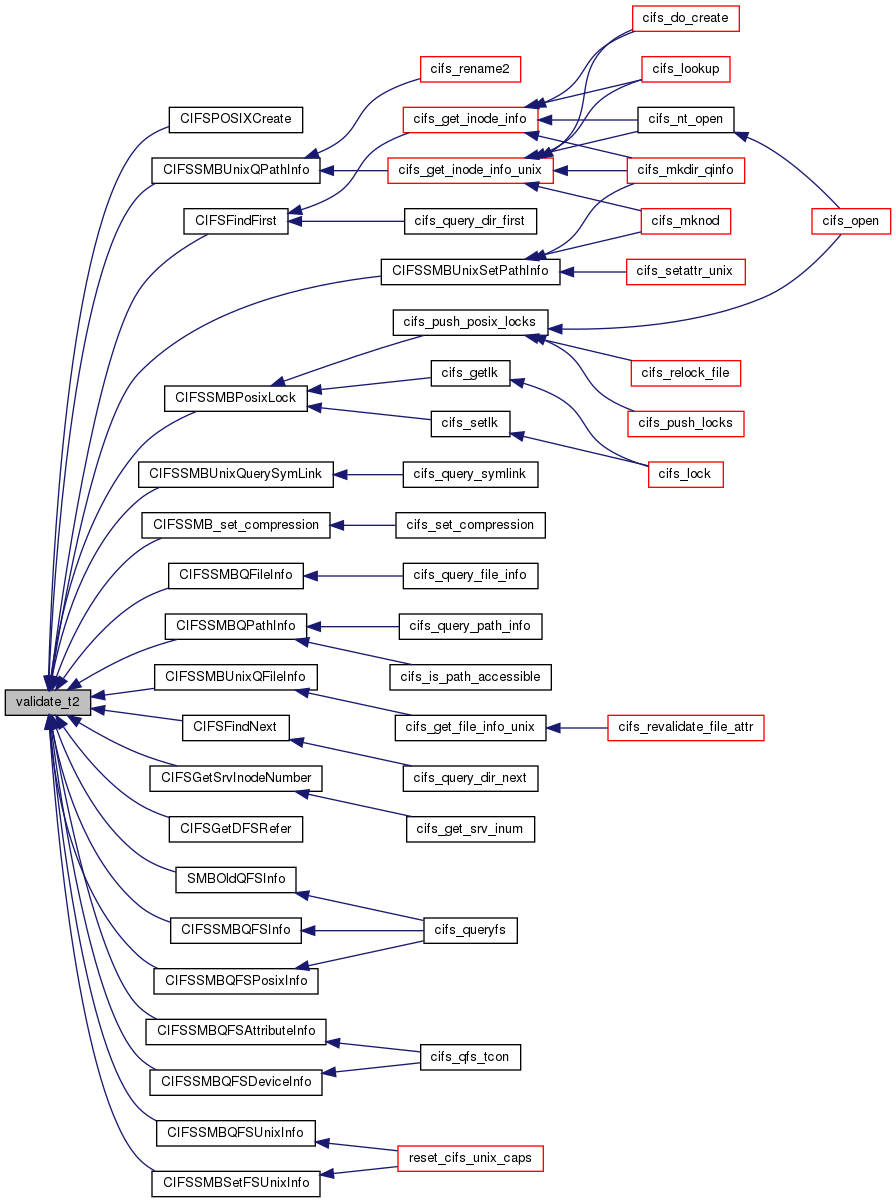 cifs_do_create
cifs_rename2
cifs_lookup
CIFSPOSIXCreate
cifs_get_inode_info
cifs_nt_open
CIFSSMBUnixQPathInfo
cifs_get_inode_info_unix
cifs_mkdir_qinfo
CIFSFindFirst
cifs_query_dir_first
cifs_mknod
cifs_open
CIFSSMBUnixSetPathInfo
cifs_setattr_unix
cifs_push_posix_locks
cifs_getlk
cifs_relock_file
CIFSSMBPosixLock
cifs_setlk
cifs_push_locks
CIFSSMBUnixQuerySymLink
cifs_query_symlink
cifs_lock
CIFSSMB_set_compression
cifs_set_compression
CIFSSMBQFileInfo
cifs_query_file_info
CIFSSMBQPathInfo
cifs_query_path_info
CIFSSMBUnixQFileInfo
cifs_is_path_accessible
validate_t2
CIFSFindNext
cifs_get_file_info_unix
cifs_revalidate_file_attr
CIFSGetSrvInodeNumber
cifs_query_dir_next
CIFSGetDFSRefer
cifs_get_srv_inum
SMBOldQFSInfo
CIFSSMBQFSInfo
cifs_queryfs
CIFSSMBQFSPosixInfo
CIFSSMBQFSAttributeInfo
cifs_qfs_tcon
CIFSSMBQFSDeviceInfo
CIFSSMBQFSUnixInfo
reset_cifs_unix_caps
CIFSSMBSetFSUnixInfo